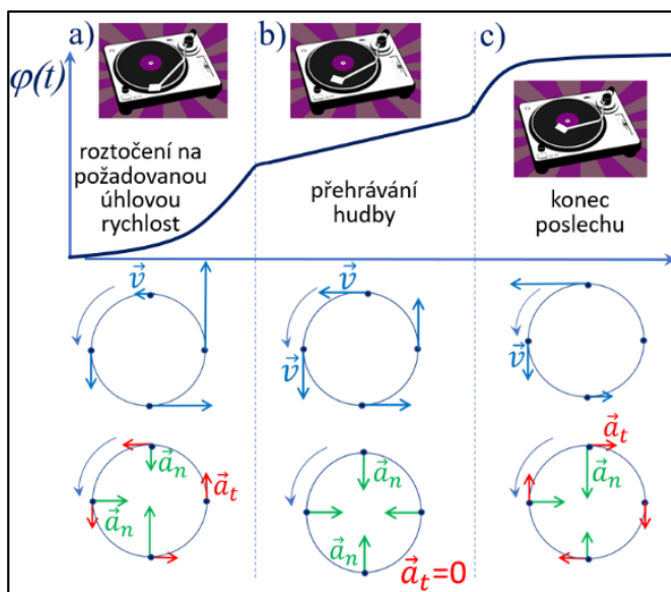 a)
b)
c)
φ(t)
roztočení na
požadovanou
úhlovou
rychlost
přehrávání
hudby
konec
poslechu
v⃗
v⃗
v⃗
v⃗
a⃗ₙ
a⃗ₜ
a⃗ₙ
a⃗ₙ
a⃗ₙ
a⃗ₜ=0
a⃗ₜ
a⃗ₙ